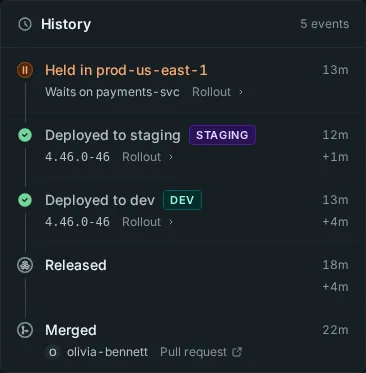 History 5 events
Held in prod-us-east-1 13m
Waits on payments-svc Rollout ›
Deployed to staging STAGING 12m
4.46.0-46 Rollout › +1m
Deployed to dev DEV 13m
4.46.0-46 Rollout › +4m
Released 18m
+4m
Merged 22m
O olivia-bennett Pull request